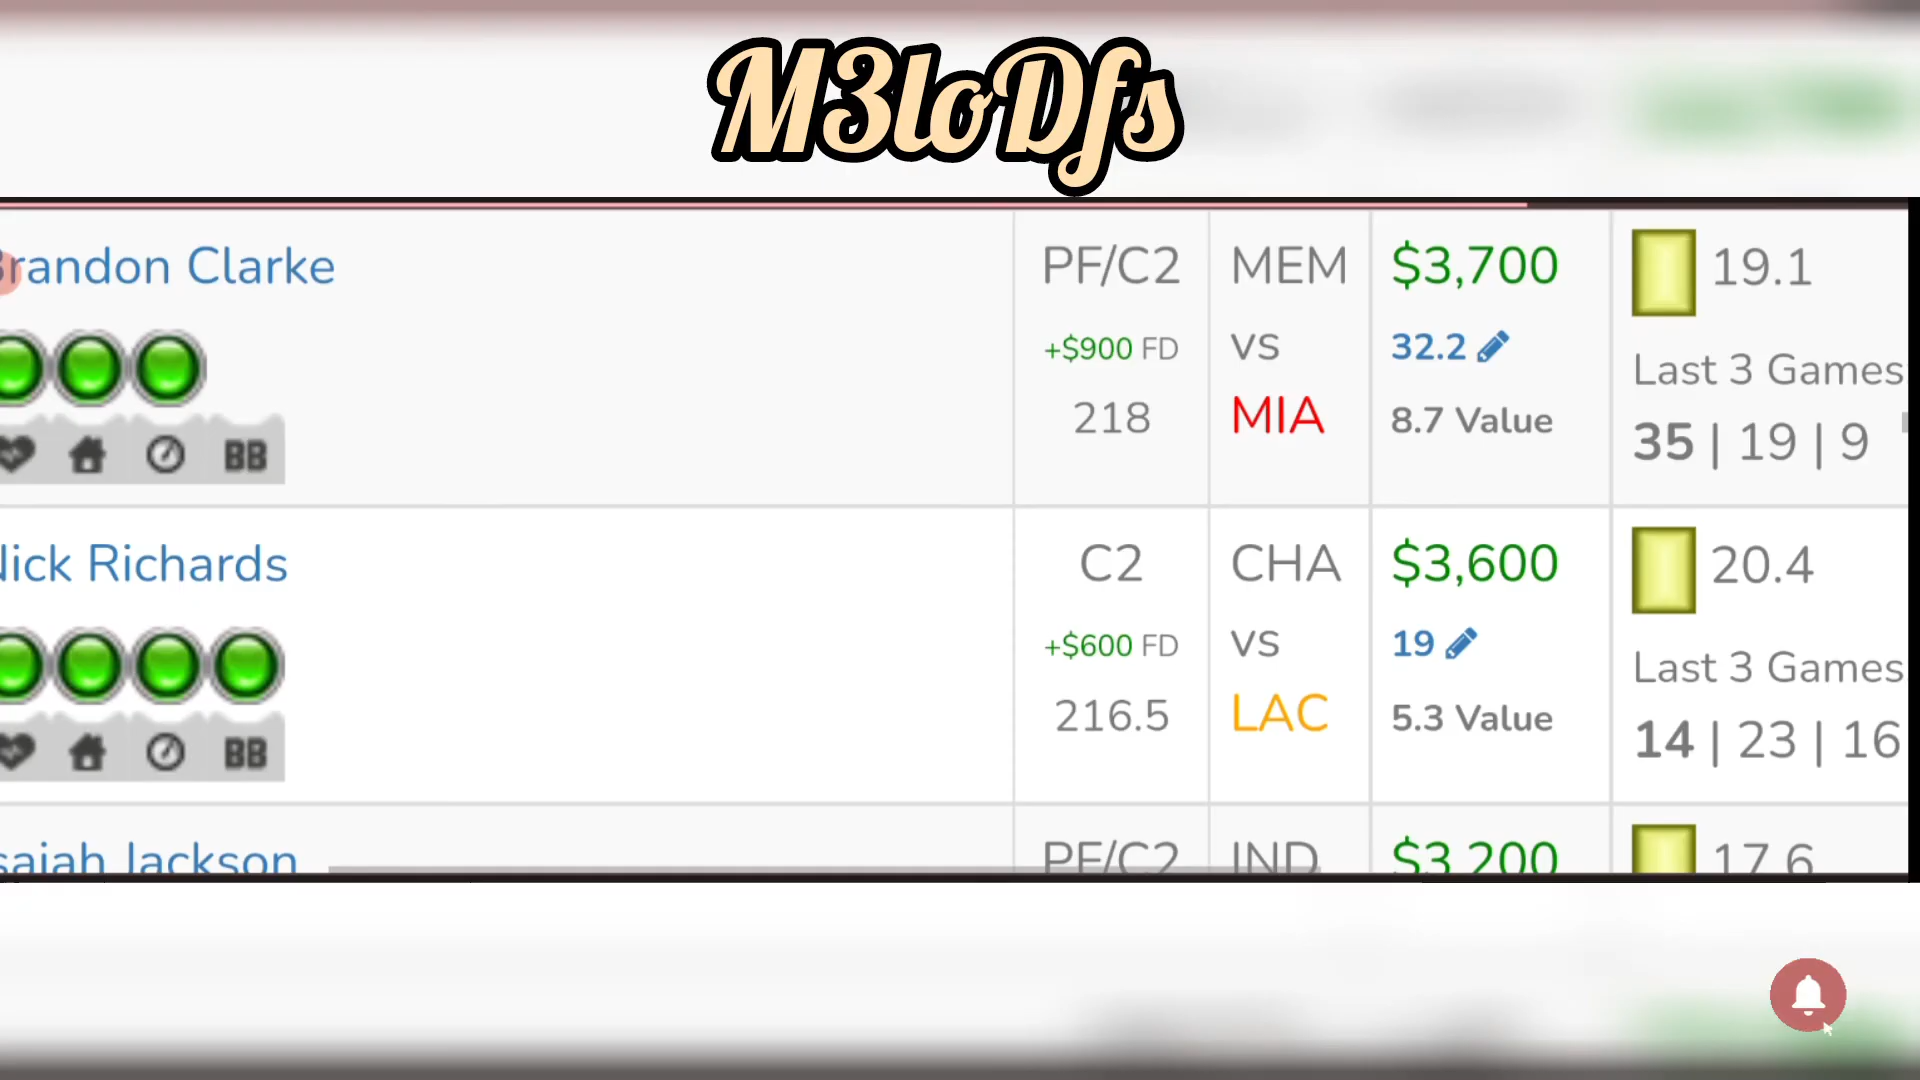 M3loDfs
Brandon Clarke
PF/C2
MEM
$3,700
19.1
+$900 FD
vs
32.2
Last 3 Games
218
MIA
8.7 Value
35 | 19 | 9
BB
Nick Richards
C2
CHA
$3,600
20.4
+$600 FD
vs
19
Last 3 Games
216.5
LAC
5.3 Value
14 | 23 | 16
BB
saiah Jackson
PF/C2
IND
$3,200
17.6